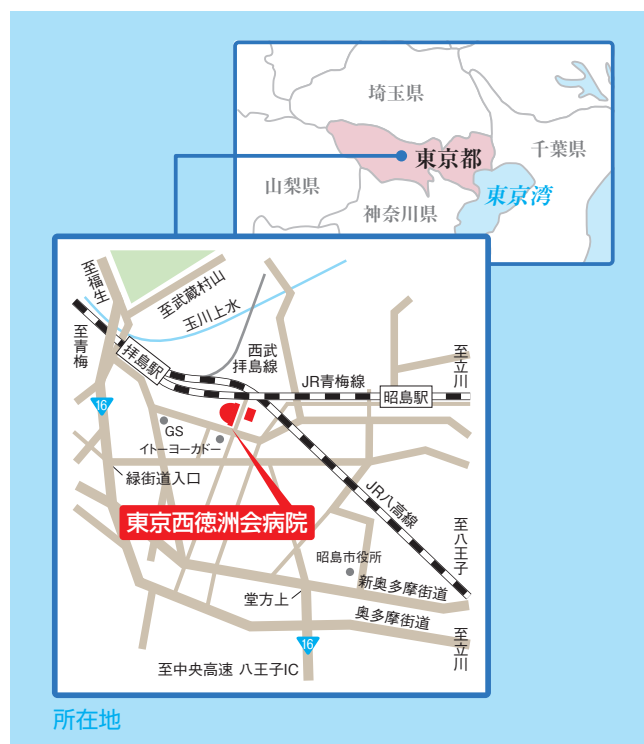 埼玉県
千葉県
東京都
山梨県
東京湾
神奈川県
至福生
至武蔵村山
玉川上水
至青梅
拝島駅
西武
拝島線
JR青梅線
昭島駅
至立川
16
GS
イトーヨーカドー
緑街道入口
東京西徳洲会病院
JR八高線
至八王子
昭島市役所
新奥多摩街道
堂方上
奥多摩街道
16
至立川
至中央高速 八王子IC
所在地